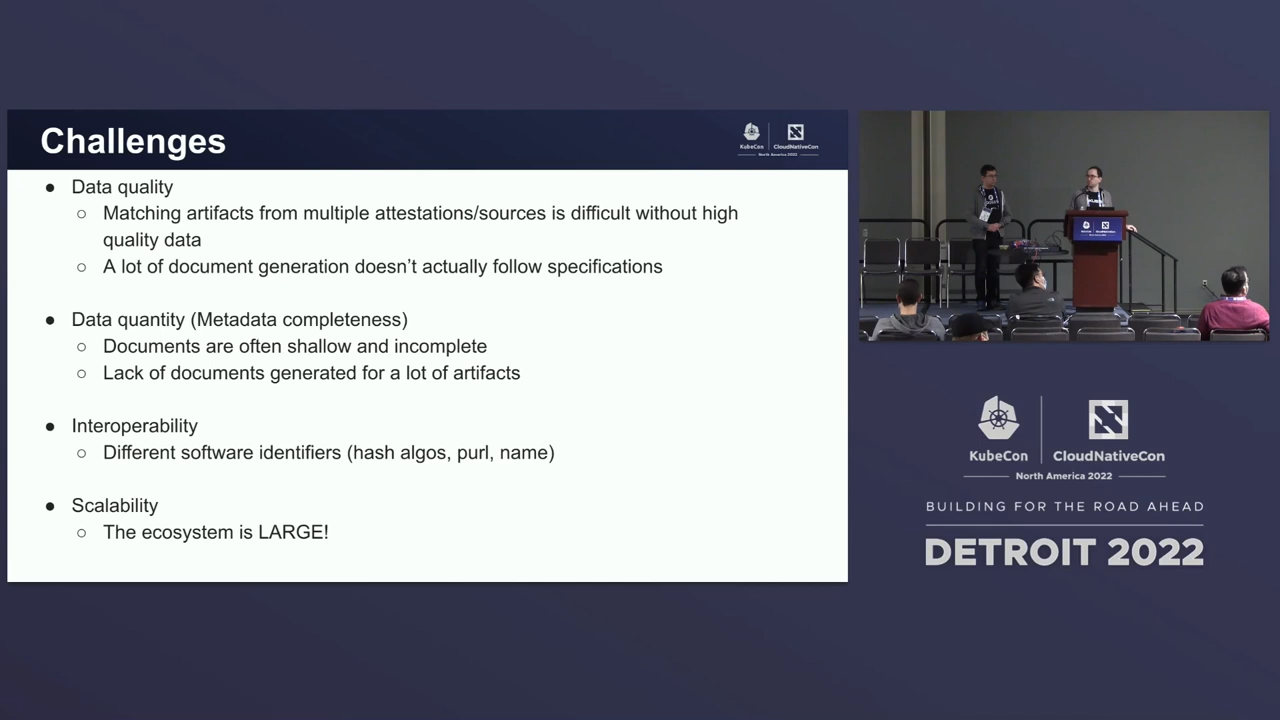 Challenges
KubeCon
CloudNativeCon
North America 2022
● Data quality
○ Matching artifacts from multiple attestations/sources is difficult without high
quality data
○ A lot of document generation doesn’t actually follow specifications
● Data quantity (Metadata completeness)
○ Documents are often shallow and incomplete
○ Lack of documents generated for a lot of artifacts
● Interoperability
○ Different software identifiers (hash algos, purl, name)
● Scalability
○ The ecosystem is LARGE!
KubeCon
CloudNativeCon
North America 2022
BUILDING FOR THE ROAD AHEAD
DETROIT 2022